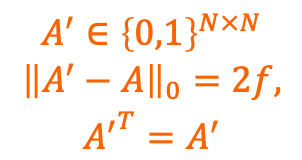 A′ ∈ {0,1}^{N×N}
‖A′ − A‖₀ = 2f,
A′^T = A′